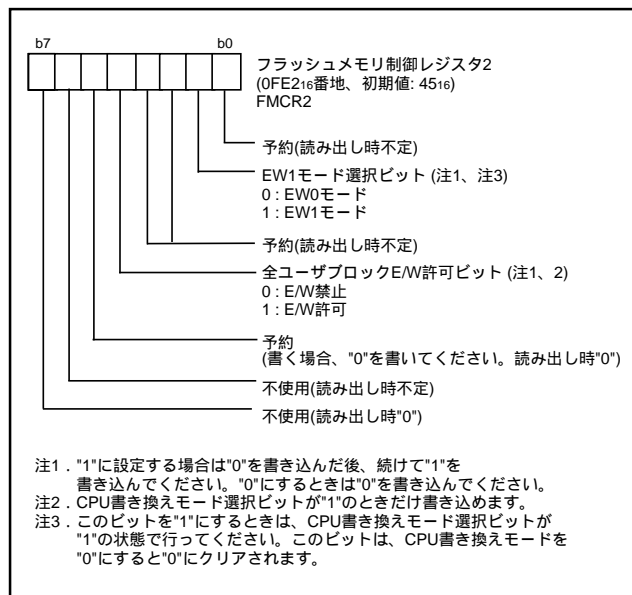 b7 b0
フラッシュメモリ制御レジスタ2
(0FE216番地、初期値: 4516)
FMCR2
予約(読み出し時不定)
EW1モード選択ビット (注1、注3)
0 : EW0モード
1 : EW1モード
予約(読み出し時不定)
全ユーザブロックE/W許可ビット (注1、2)
0 : E/W禁止
1 : E/W許可
予約
(書く場合、"0"を書いてください。読み出し時"0")
不使用(読み出し時不定)
不使用(読み出し時"0")
注1．"1"に設定する場合は"0"を書き込んだ後、続けて"1"を
書き込んでください。"0"にするときは"0"を書き込んでください。
注2．CPU書き換えモード選択ビットが"1"のときだけ書き込めます。
注3．このビットを"1"にするときは、CPU書き換えモード選択ビットが
"1"の状態で行ってください。このビットは、CPU書き換えモードを
"0"にすると"0"にクリアされます。